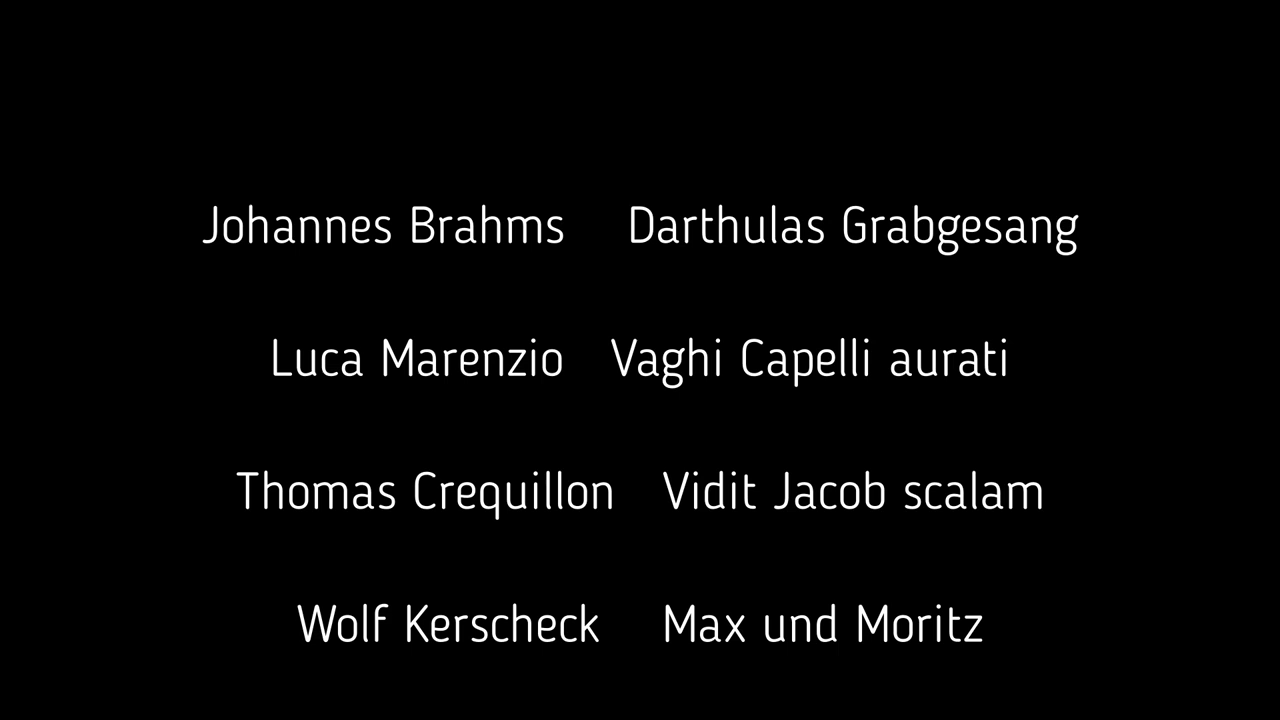 Johannes Brahms Darthulas Grabgesang
Luca Marenzio Vaghi Capelli aurati
Thomas Crequillon Vidit Jacob scalam
Wolf Kerscheck Max und Moritz